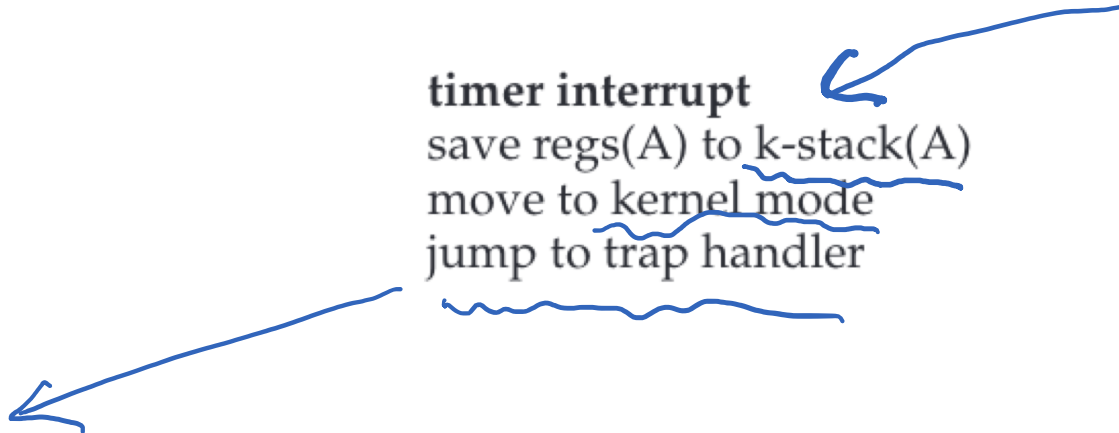 timer interrupt
save regs(A) to k-stack(A)
move to kernel mode
jump to trap handler